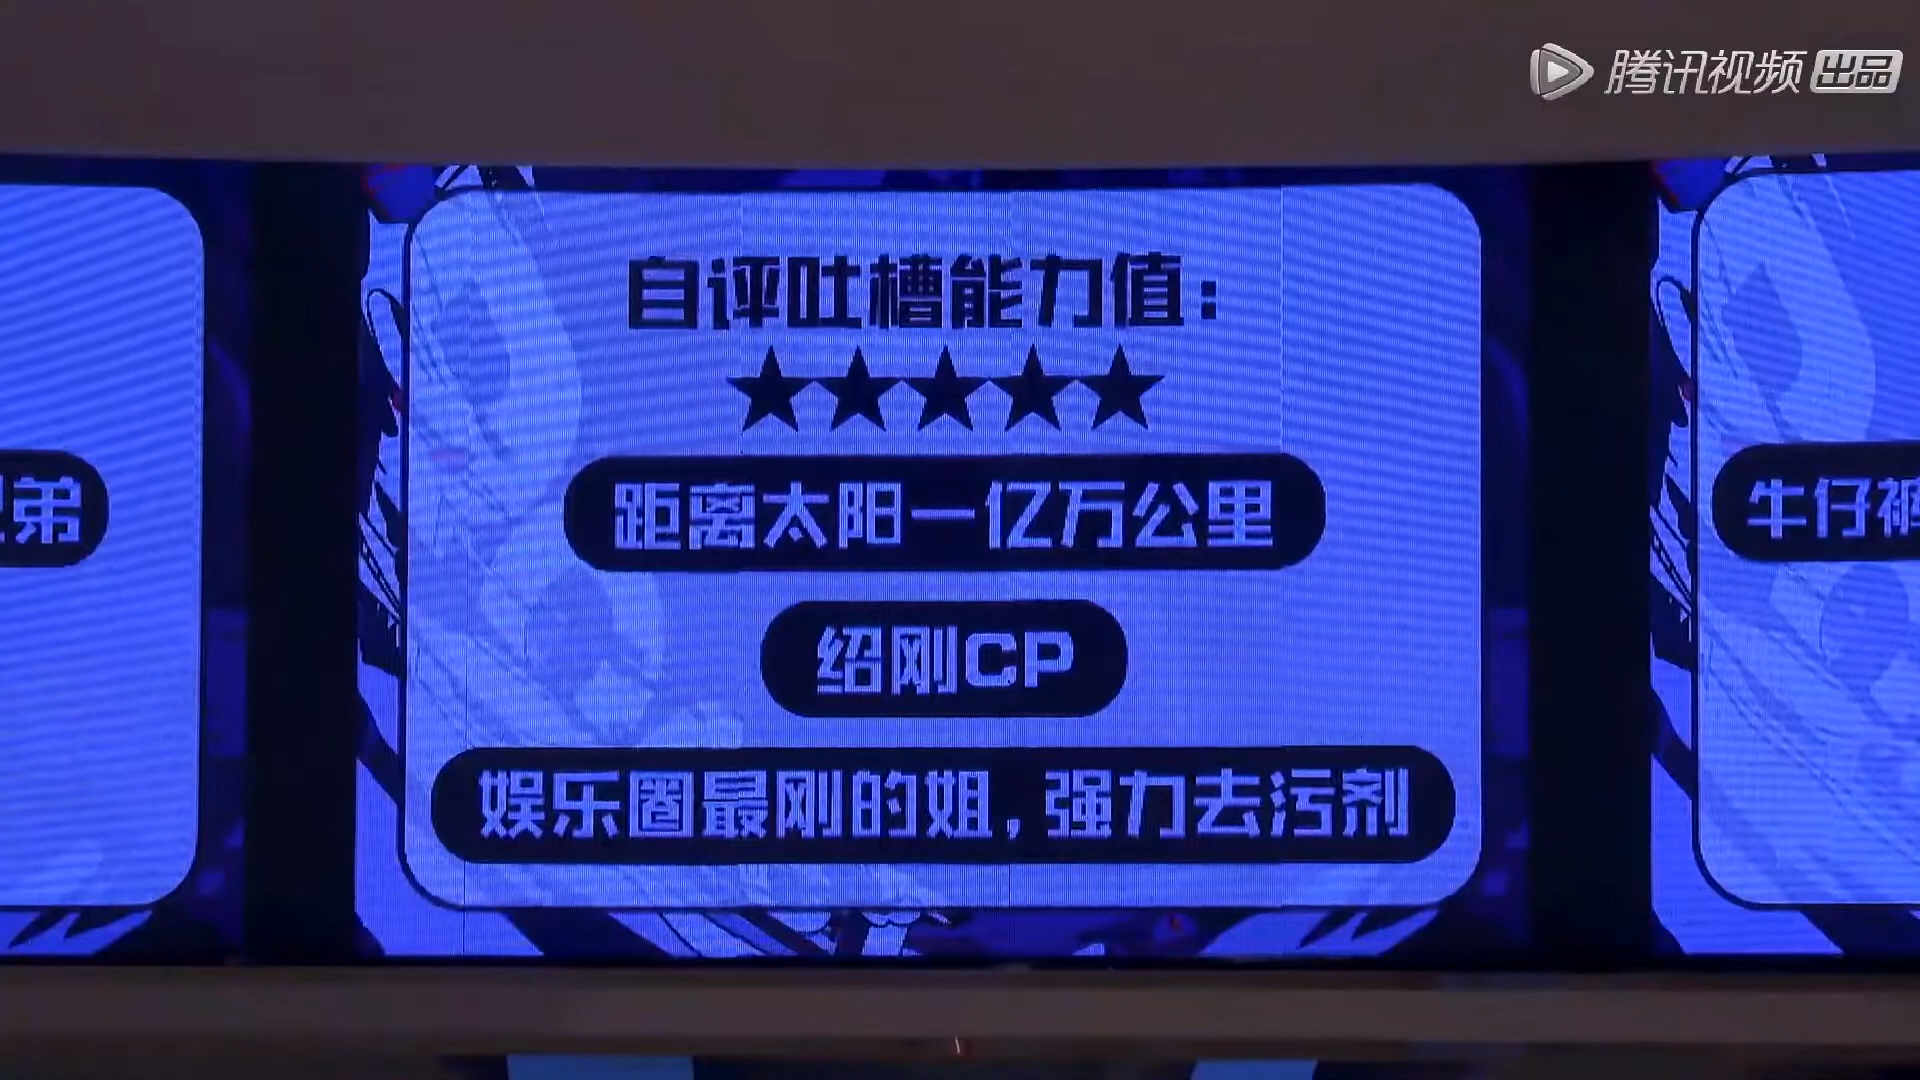 腾讯视频 出品
自评吐槽能力值：
★★★★★
距离太阳一亿万公里
绍刚CP
娱乐圈最刚的姐，强力去污剂
弟
牛仔裤